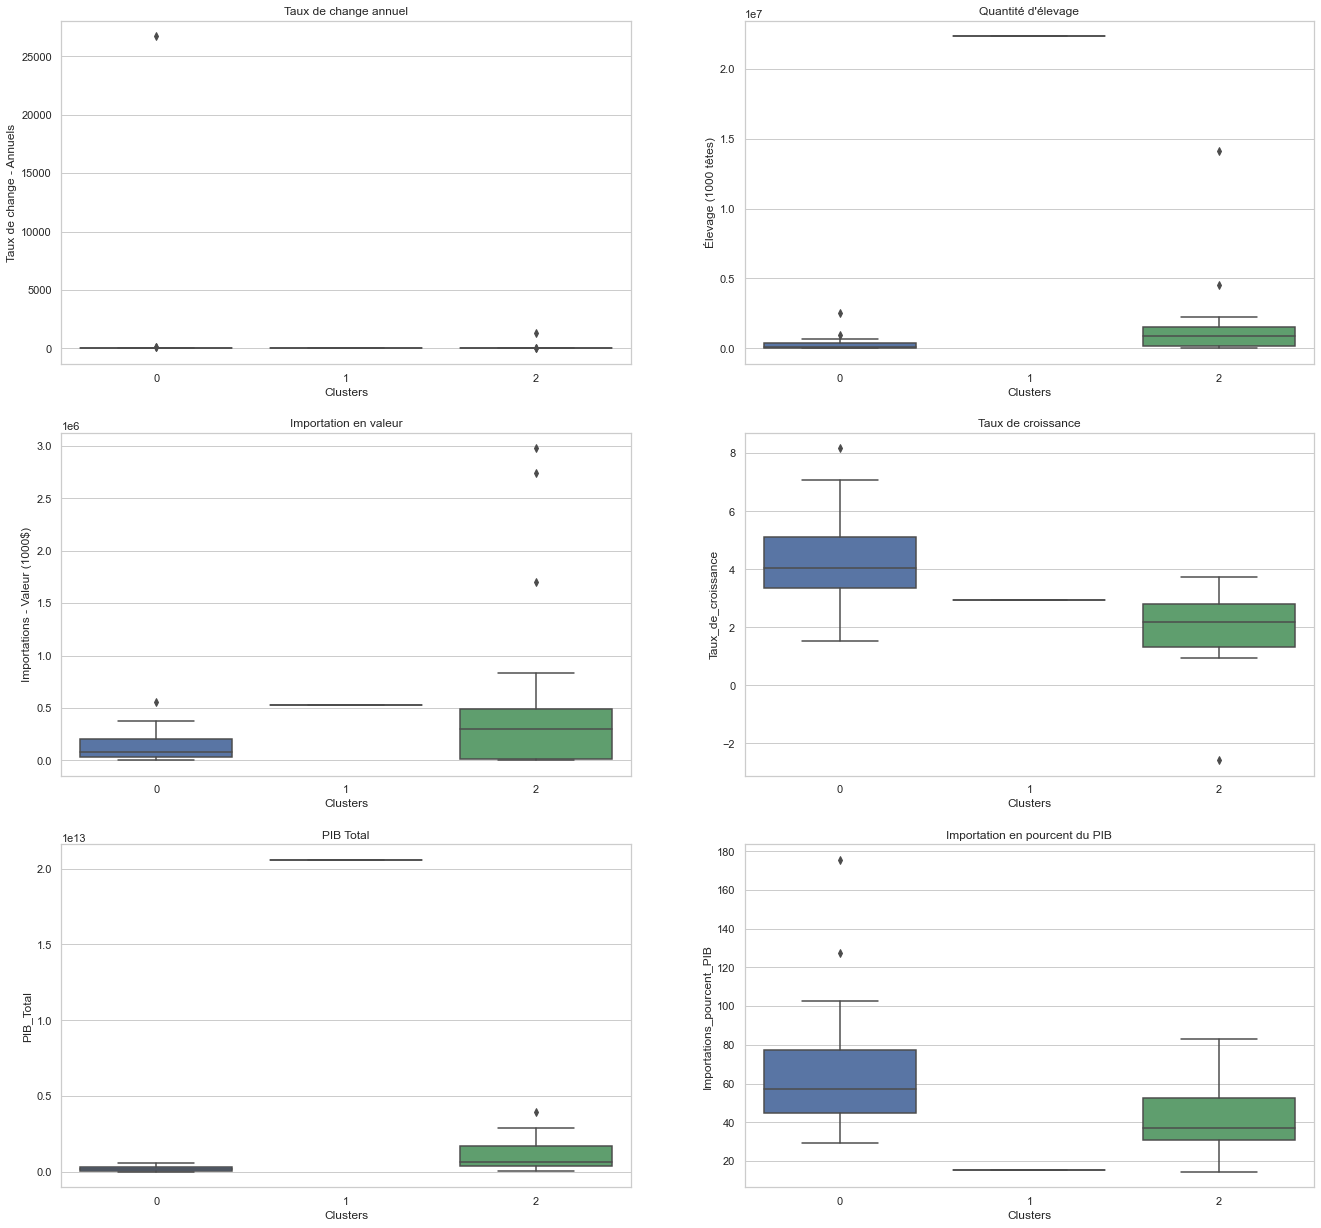 Taux de change annuel
Taux de change - Annuels
25000
20000
15000
10000
5000
0
0 1 2
Clusters
Quantité d'élevage
1e7
Élevage (1000 têtes)
2.0
1.5
1.0
0.5
0.0
0 1 2
Clusters
Importation en valeur
1e6
Importations - Valeur (1000$)
3.0
2.5
2.0
1.5
1.0
0.5
0.0
0 1 2
Clusters
Taux de croissance
Taux_de_croissance
8
6
4
2
0
−2
0 1 2
Clusters
PIB Total
1e13
PIB_Total
2.0
1.5
1.0
0.5
0.0
0 1 2
Clusters
Importation en pourcent du PIB
Importations_pourcent_PIB
180
160
140
120
100
80
60
40
20
0 1 2
Clusters